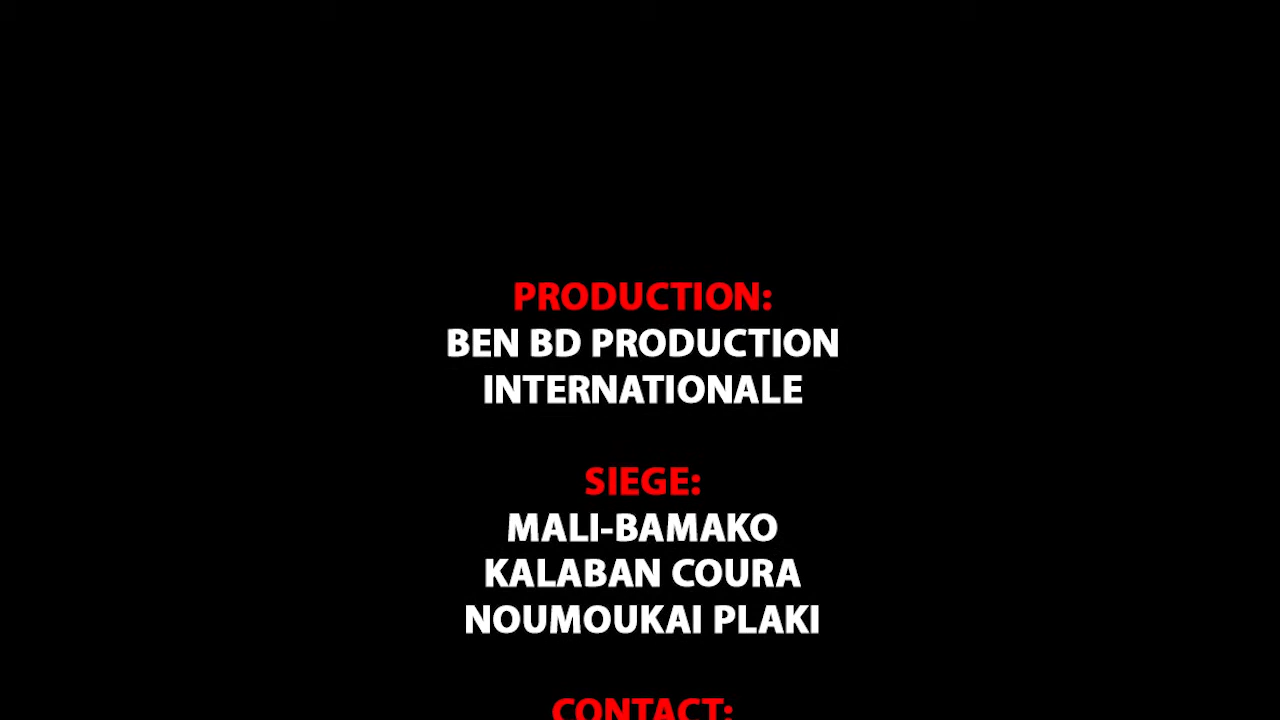 PRODUCTION:
BEN BD PRODUCTION
INTERNATIONALE
SIEGE:
MALI-BAMAKO
KALABAN COURA
NOUMOUKAI PLAKI
CONTACT: